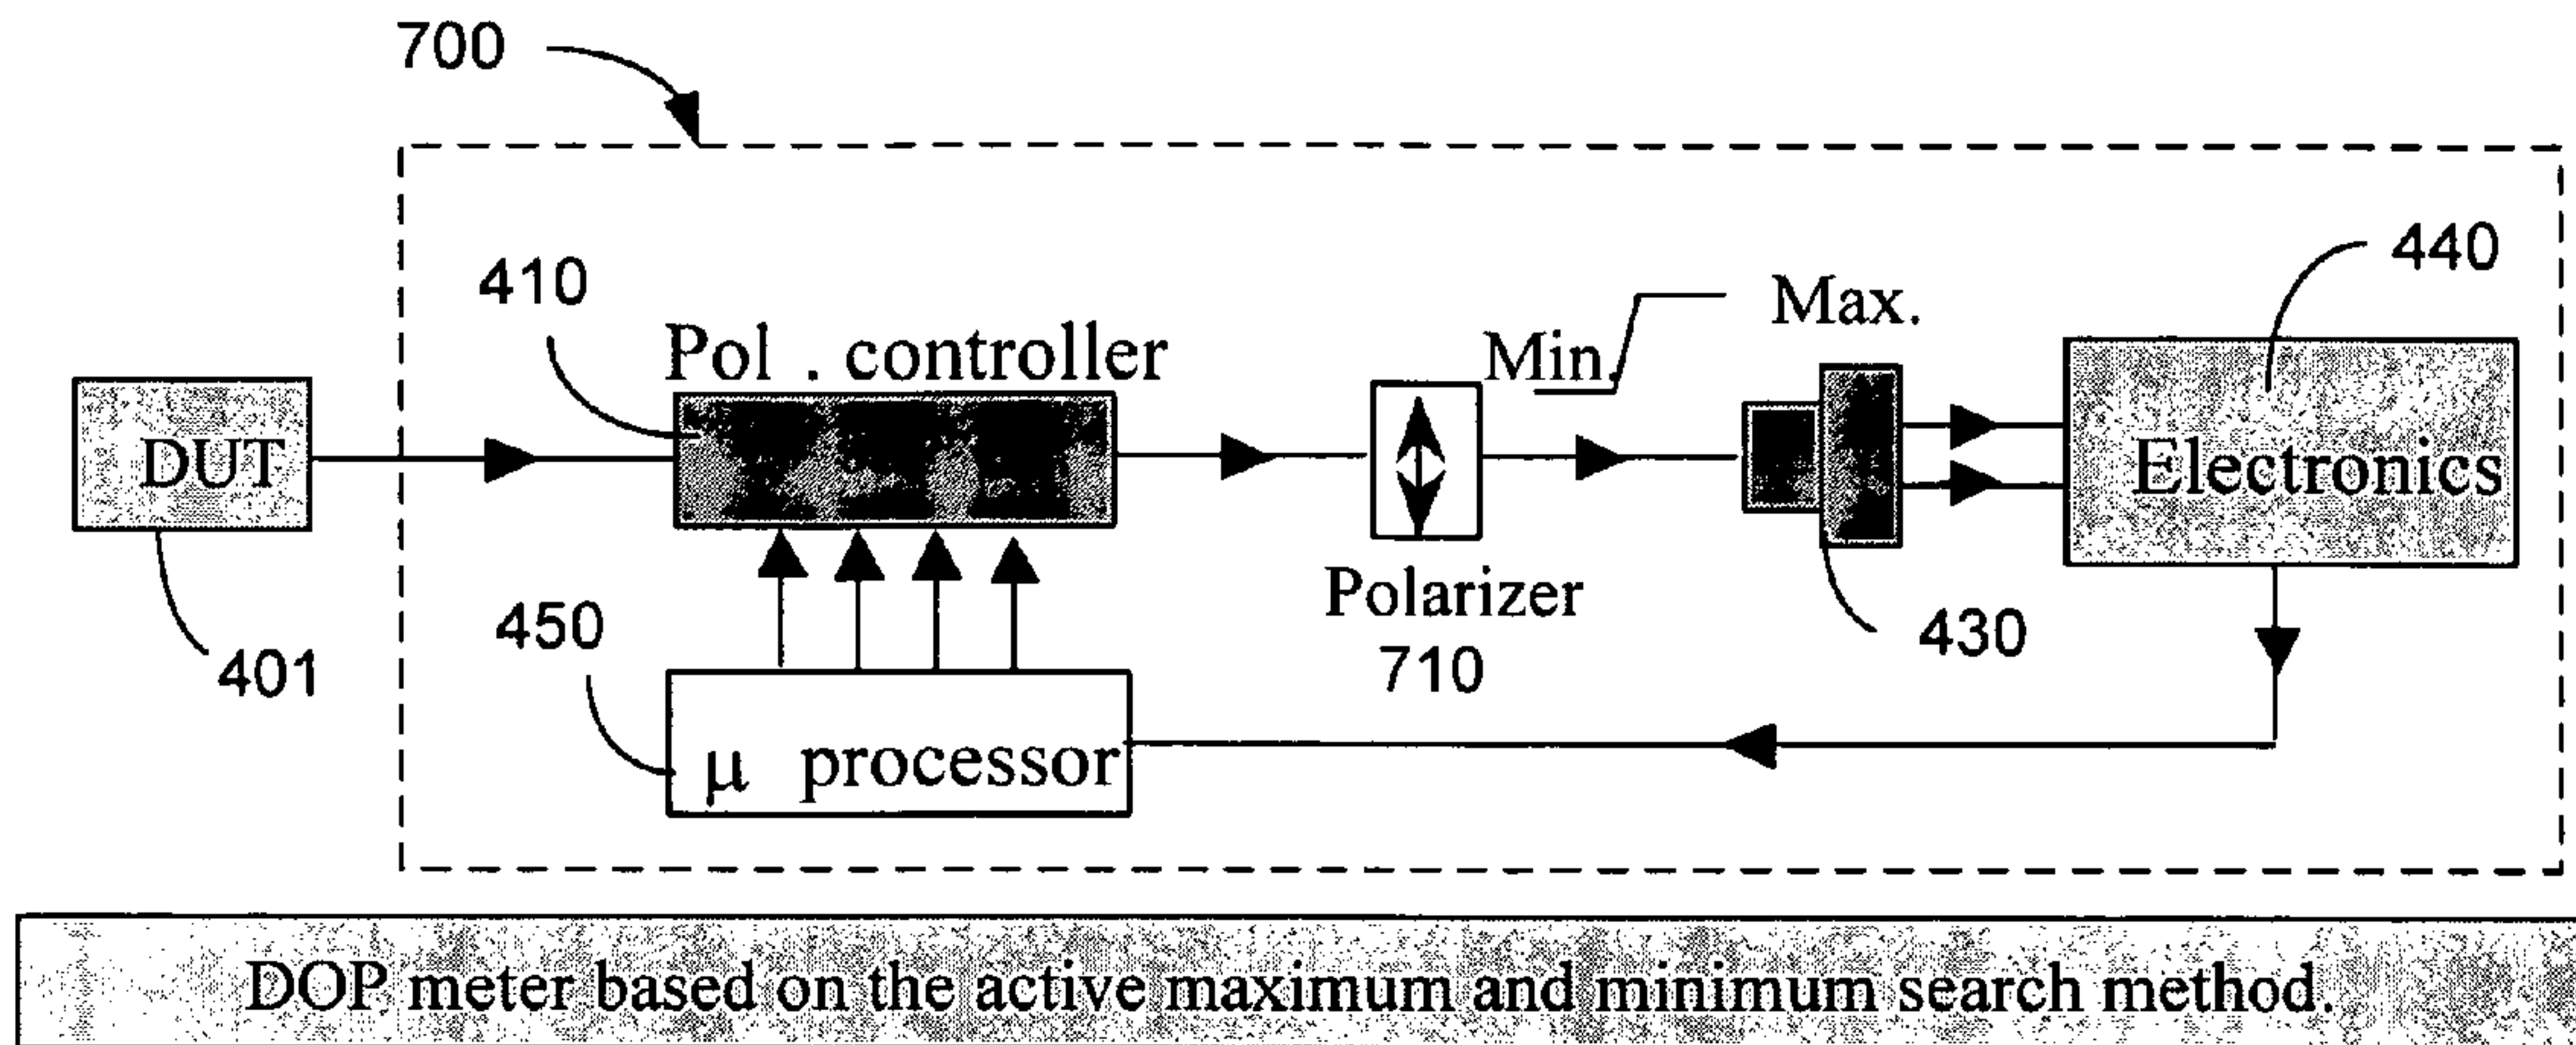 700
410
Pol . controller
Min.
Max.
440
DUT
Electronics
401
450
Polarizer
710
430
μ processor
DOP meter based on the active maximum and minimum search method.